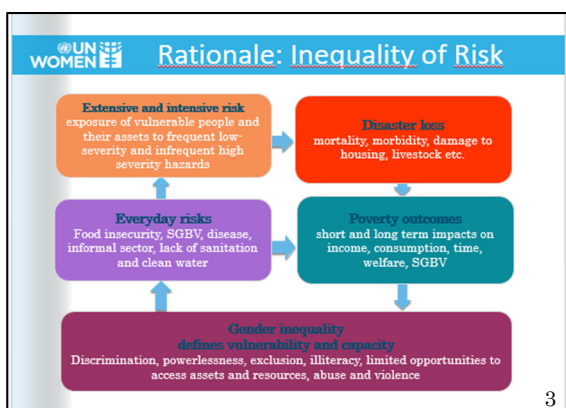 UN
WOMEN
Rationale: Inequality of Risk
Extensive and intensive risk
exposure of vulnerable people and
their assets to frequent low-
severity and infrequent high
severity hazards
Disaster loss
mortality, morbidity, damage to
housing, livestock etc.
Everyday risks
Food insecurity, SGBV, disease,
informal sector, lack of sanitation
and clean water
Poverty outcomes
short and long term impacts on
income, consumption, time,
welfare, SGBV
Gender inequality
defines vulnerability and capacity
Discrimination, powerlessness, exclusion, illiteracy, limited opportunities to
access assets and resources, abuse and violence
3